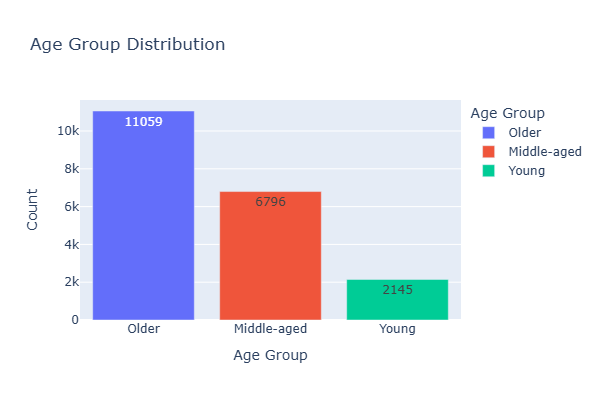 Age Group Distribution
Count
10k
8k
6k
4k
2k
0
11059
6796
2145
Older
Middle-aged
Young
Age Group
Age Group
Older
Middle-aged
Young